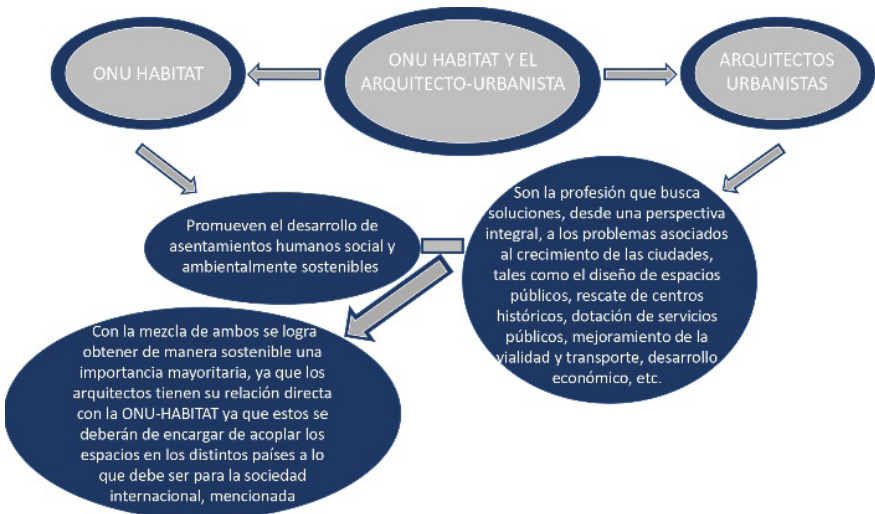 ONU HABITAT
ONU HABITAT Y EL
ARQUITECTO-URBANISTA
ARQUITECTOS
URBANISTAS
Promueven el desarrollo de
asentamientos humanos social y
ambientalmente sostenibles
Son la profesión que busca
soluciones, desde una perspectiva
integral, a los problemas asociados
al crecimiento de las ciudades,
tales como el diseño de espacios
públicos, rescate de centros
históricos, dotación de servicios
públicos, mejoramiento de la
vialidad y transporte, desarrollo
económico, etc.
Con la mezcla de ambos se logra
obtener de manera sostenible una
importancia mayoritaria, ya que los
arquitectos tienen su relación directa
con la ONU-HABITAT ya que estos se
deberán de encargar de acoplar los
espacios en los distintos países a lo
que debe ser para la sociedad
internacional, mencionada